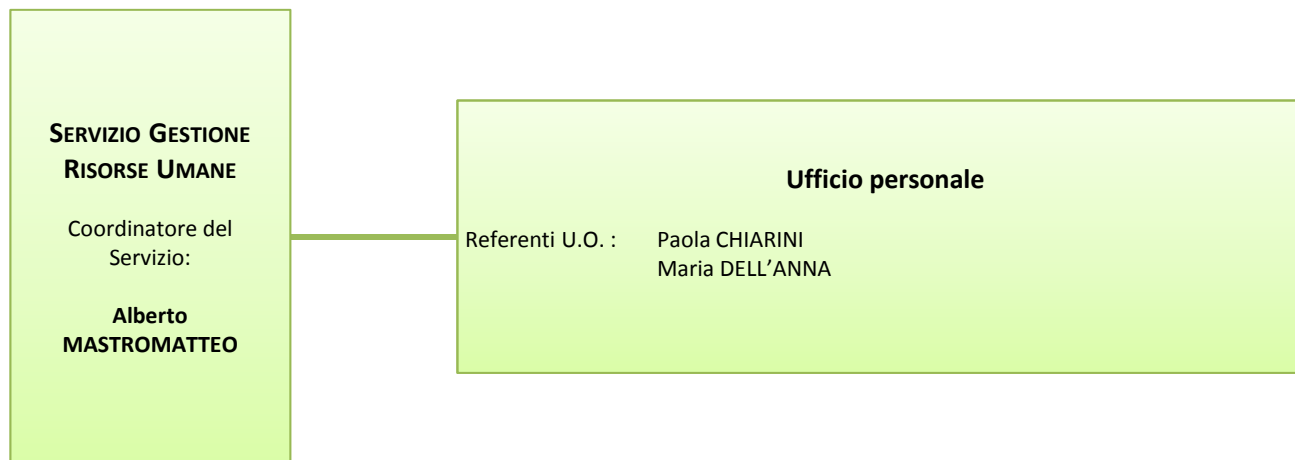 SERVIZIO GESTIONE
RISORSE UMANE
Coordinatore del
Servizio:
Alberto
MASTROMATTEO
Ufficio personale
Referenti U.O. : Paola CHIARINI
Maria DELL’ANNA